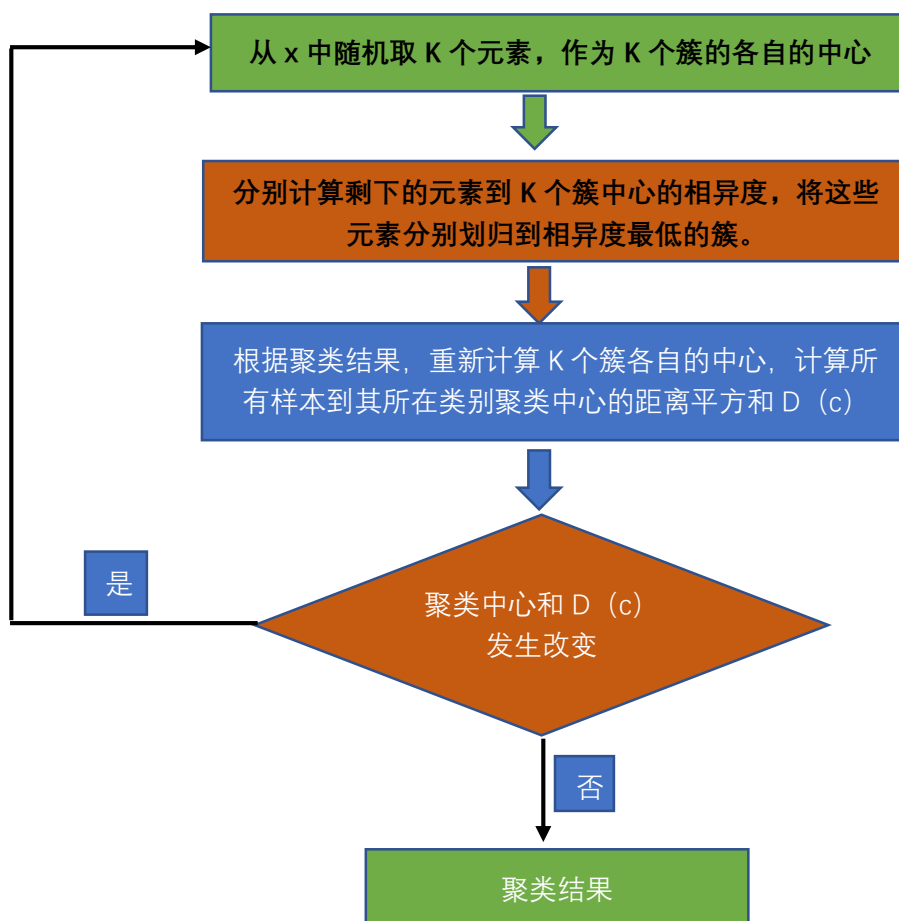 从 x 中随机取 K 个元素，作为 K 个簇的各自的中心
分别计算剩下的元素到 K 个簇中心的相异度，将这些
元素分别划归到相异度最低的簇。
根据聚类结果，重新计算 K 个簇各自的中心，计算所
有样本到其所在类别聚类中心的距离平方和 D（c）
聚类中心和 D（c）
发生改变
是
否
聚类结果